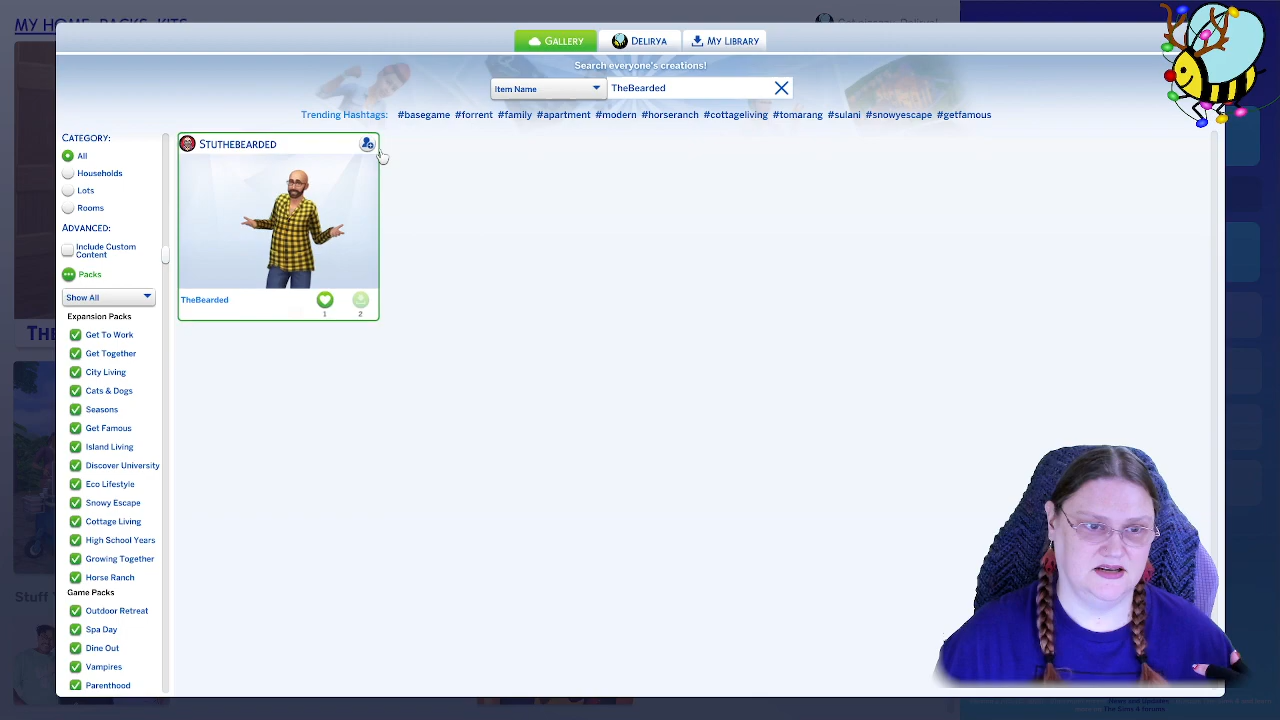 MY HOME PACKS KITS
GALLERY
DELIRYA
MY LIBRARY
Search everyone's creations!
Item Name
TheBearded
Trending Hashtags: #basegame #forrent #family #apartment #modern #horseranch #cottageliving #tomarang #sulani #snowyescape #getfamous
CATEGORY:
All
Households
Lots
Rooms
ADVANCED:
Include Custom
Content
Packs
Show All
Expansion Packs
Get To Work
Get Together
City Living
Cats & Dogs
Seasons
Get Famous
Island Living
Discover University
Eco Lifestyle
Snowy Escape
Cottage Living
High School Years
Growing Together
Horse Ranch
Game Packs
Outdoor Retreat
Spa Day
Dine Out
Vampires
Parenthood
STUTHEBEARDED
TheBearded
1
2